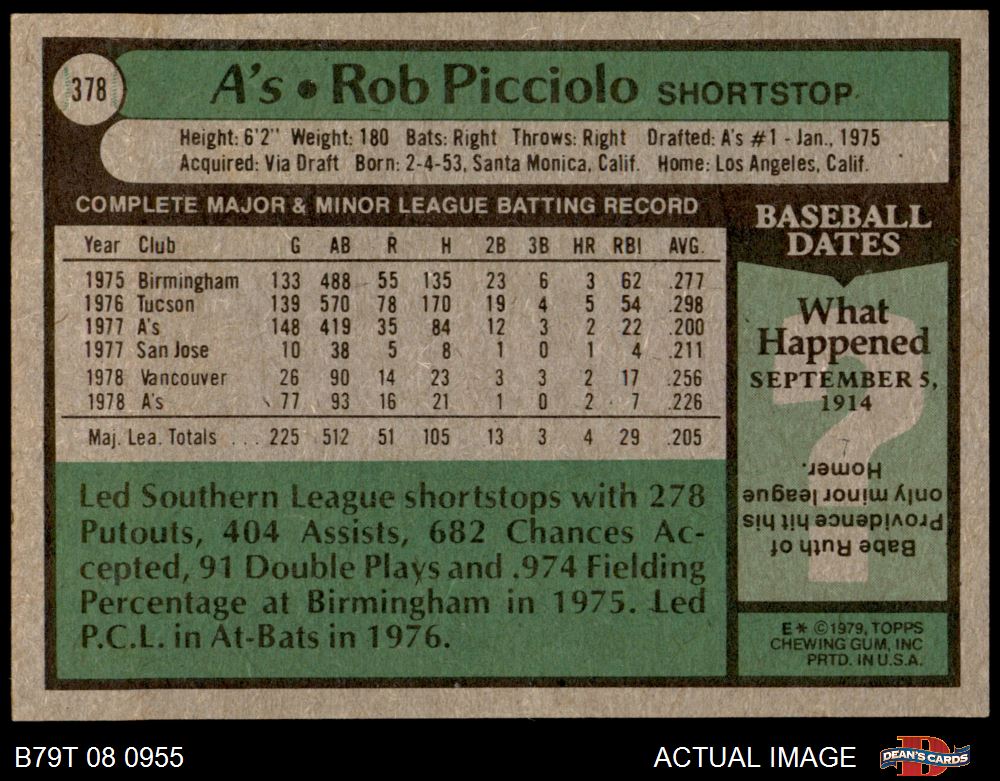 378
A's • Rob Picciolo SHORTSTOP
Height: 6'2" Weight: 180 Bats: Right Throws: Right Drafted: A's #1 - Jan., 1975
Acquired: Via Draft Born: 2-4-53, Santa Monica, Calif. Home: Los Angeles, Calif.
COMPLETE MAJOR & MINOR LEAGUE BATTING RECORD
Year Club G AB R H 2B 3B HR RBI AVG.
1975 Birmingham 133 488 55 135 23 6 3 62 .277
1976 Tucson 139 570 78 170 19 4 5 54 .298
1977 A's 148 419 35 84 12 3 2 22 .200
1977 San Jose 10 38 5 8 1 0 1 4 .211
1978 Vancouver 26 90 14 23 3 3 2 17 .256
1978 A's 77 93 16 21 1 0 2 7 .226
Maj. Lea. Totals ... 225 512 51 105 13 3 4 29 .205
Led Southern League shortstops with 278
Putouts, 404 Assists, 682 Chances Ac-
cepted, 91 Double Plays and .974 Fielding
Percentage at Birmingham in 1975. Led
P.C.L. in At-Bats in 1976.
BASEBALL
DATES
What
Happened
SEPTEMBER 5,
1914
?
Babe Ruth of
Providence hit his
only minor league
Homer.
E* ©1979, TOPPS
CHEWING GUM, INC
PRTD. IN U.S.A.
B79T 08 0955
ACTUAL IMAGE
D
DEAN'S CARDS